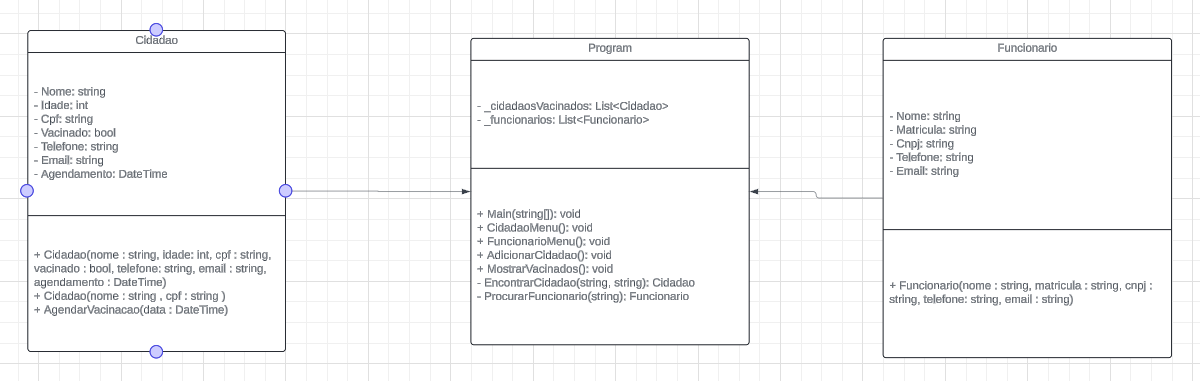 Cidadao
- Nome: string
- Idade: int
- Cpf: string
- Vacinado: bool
- Telefone: string
- Email: string
- Agendamento: DateTime
+ Cidadao(nome : string, idade: int, cpf : string,
vacinado : bool, telefone: string, email : string,
agendamento : DateTime)
+ Cidadao(nome : string , cpf : string )
+ AgendarVacinacao(data : DateTime)
Program
- _cidadaosVacinados: List<Cidadao>
- _funcionarios: List<Funcionario>
+ Main(string[]): void
+ CidadaoMenu(): void
+ FuncionarioMenu(): void
+ AdicionarCidadao(): void
+ MostrarVacinados(): void
- EncontrarCidadao(string, string): Cidadao
- ProcurarFuncionario(string): Funcionario
Funcionario
- Nome: string
- Matricula: string
- Cnpj: string
- Telefone: string
- Email: string
+ Funcionario(nome : string, matricula : string, cnpj :
string, telefone: string, email : string)